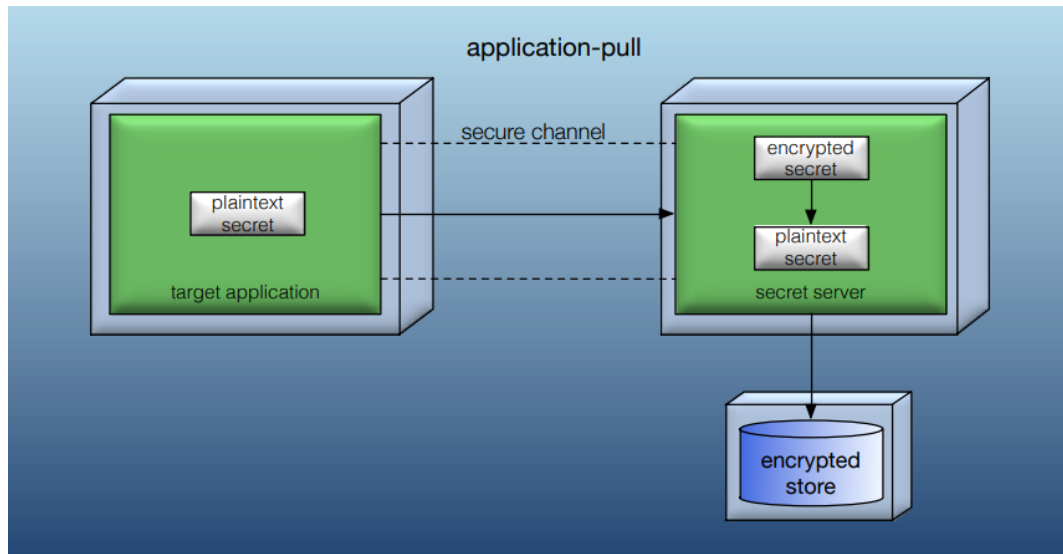 application-pull
secure channel
plaintext
secret
target application
encrypted
secret
plaintext
secret
secret server
encrypted
store